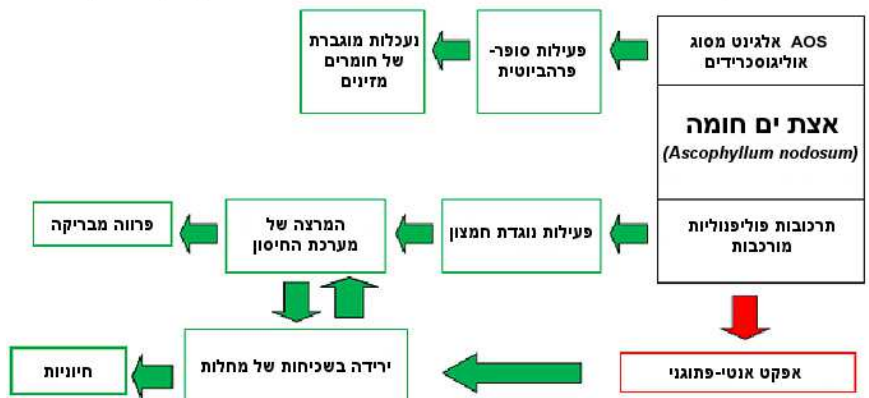 AOS אלגינט מסוג
אוליגוסכרידים
פעילות סופר-
פרהביוטית
נעכלות מוגברת
של חומרים
מזינים
אצת ים חומה
(Ascophyllum nodosum)
תרכובות פוליפנוליות
מורכבות
פעילות נוגדת חמצון
המרצה של
מערכת החיסון
פרווה מבריקה
אפקט אנטי-פתוגני
ירידה בשכיחות של מחלות
חיוניות